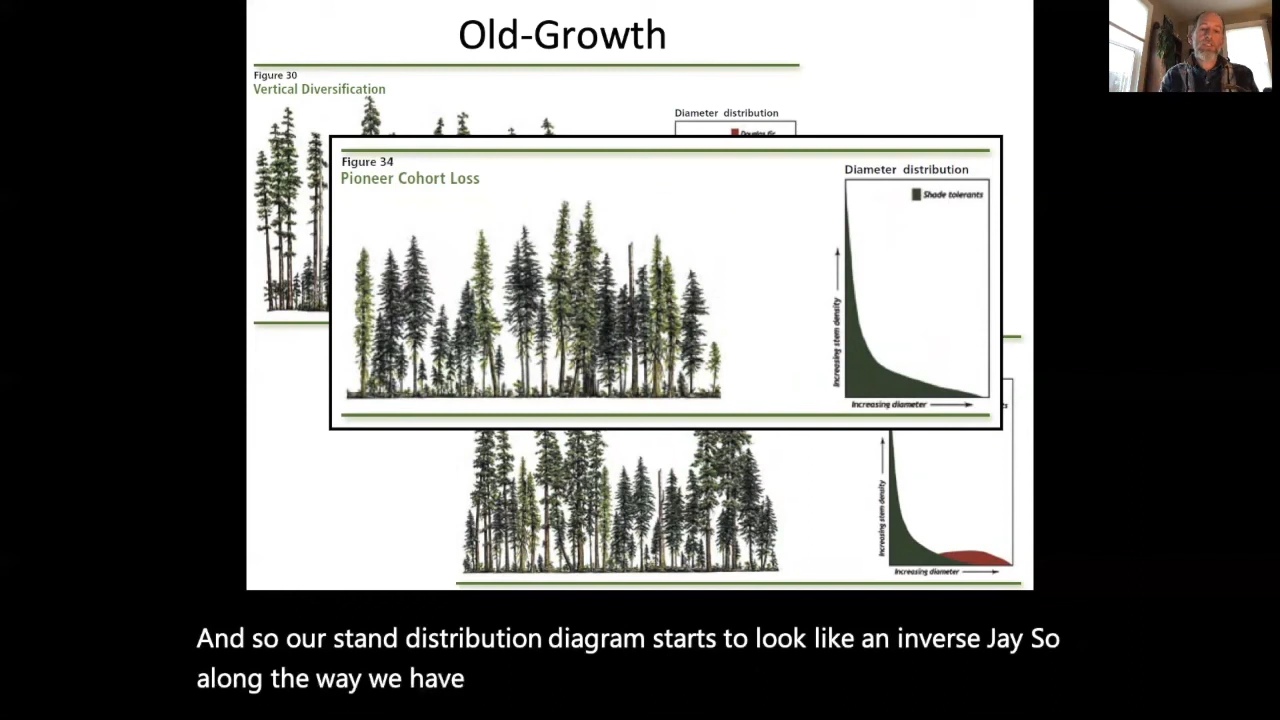 Old-Growth
Figure 30
Vertical Diversification
Diameter distribution
Douglas fir
Figure 34
Pioneer Cohort Loss
Diameter distribution
Shade tolerants
Increasing stem density
Increasing diameter
Increasing stem density
Increasing diameter
And so our stand distribution diagram starts to look like an inverse Jay So
along the way we have